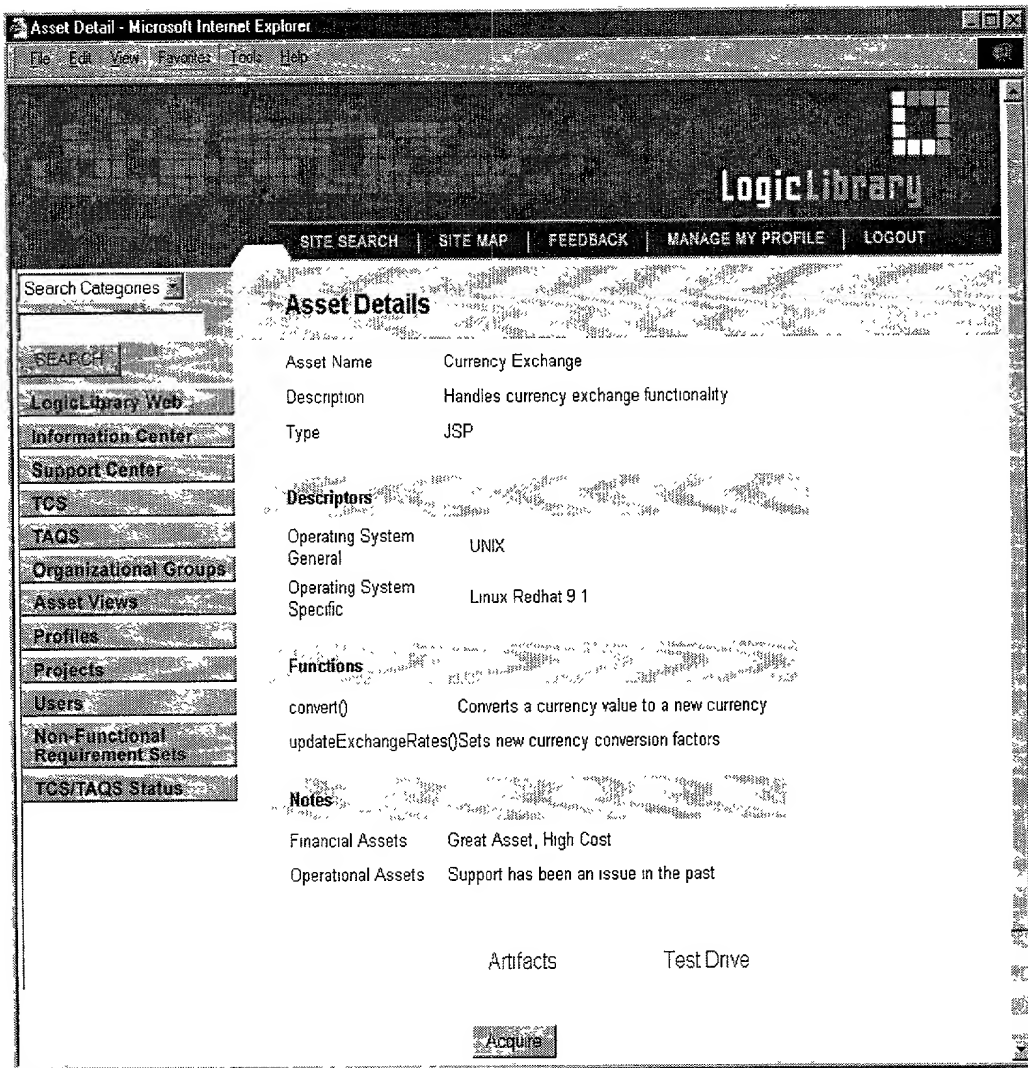 Asset Detail - Microsoft Internet Explorer
File Edit View Favorites Tools Help
LogicLibrary
SITE SEARCH | SITE MAP | FEEDBACK | MANAGE MY PROFILE | LOGOUT
Search Categories
SEARCH
LogicLibrary Web
Information Center
Support Center
TCS
TAQS
Organizational Groups
Asset Views
Profiles
Projects
Users
Non-Functional
Requirement Sets
TCS/TAQS Status
Asset Details
Asset Name Currency Exchange
Description Handles currency exchange functionality
Type JSP
Descriptors
Operating System
General UNIX
Operating System
Specific Linux Redhat 9 1
Functions
convert() Converts a currency value to a new currency
updateExchangeRates()Sets new currency conversion factors
Notes
Financial Assets Great Asset, High Cost
Operational Assets Support has been an issue in the past
Artifacts Test Drive
Acquire